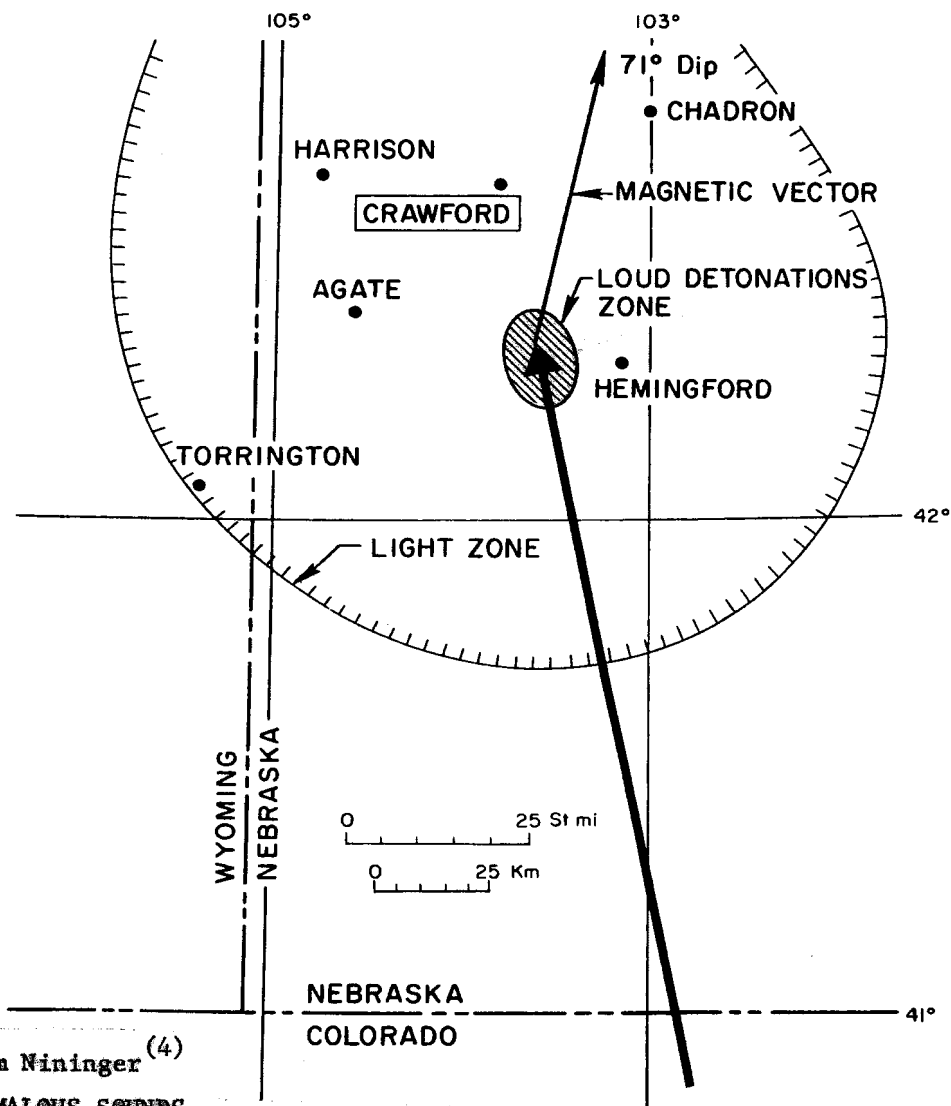 105° 103°
71° Dip
CHADRON
HARRISON
MAGNETIC VECTOR
CRAWFORD
LOUD DETONATIONS
ZONE
AGATE
HEMINGFORD
TORRINGTON
42°
LIGHT ZONE
WYOMING
NEBRASKA
0 25 St mi
0 25 Km
NEBRASKA
41°
COLORADO
Nininger (4)